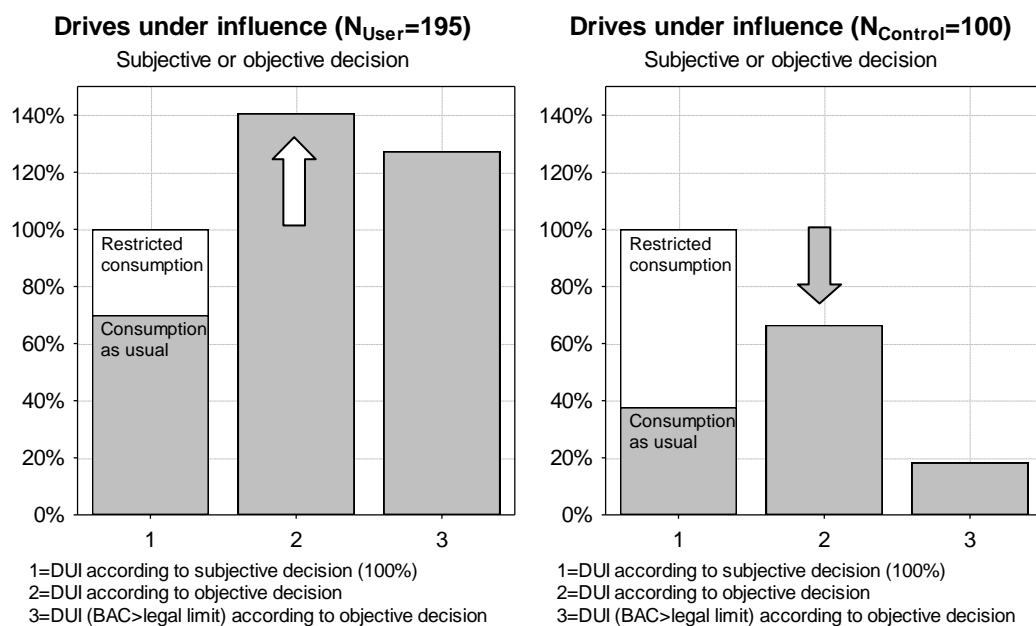 Drives under influence (NUser=195)
Subjective or objective decision
140%
120%
100%
80%
60%
40%
20%
0%
Restricted
consumption
Consumption
as usual
1
2
3
1=DUI according to subjective decision (100%)
2=DUI according to objective decision
3=DUI (BAC>legal limit) according to objective decision
Drives under influence (NControl=100)
Subjective or objective decision
140%
120%
100%
80%
60%
40%
20%
0%
Restricted
consumption
Consumption
as usual
1
2
3
1=DUI according to subjective decision (100%)
2=DUI according to objective decision
3=DUI (BAC>legal limit) according to objective decision